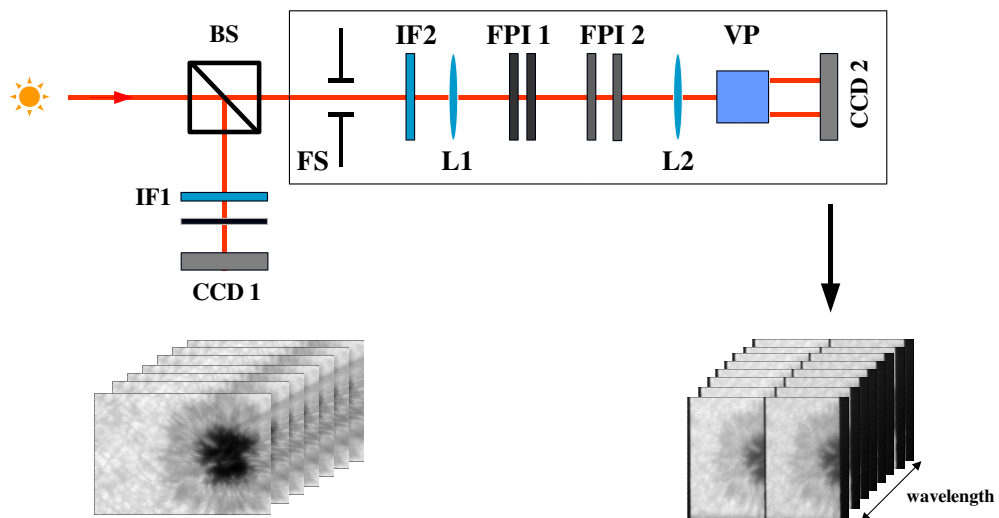 BS
IF2
FPI 1
FPI 2
VP
CCD 2
FS
L1
L2
IF1
CCD 1
wavelength